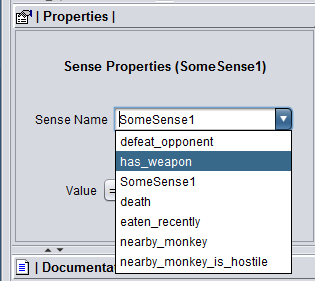 | Properties |
Sense Properties (SomeSense1)
Sense Name SomeSense1
defeat_opponent
has_weapon
SomeSense1
death
eaten_recently
nearby_monkey
nearby_monkey_is_hostile
Value =
| Documenta